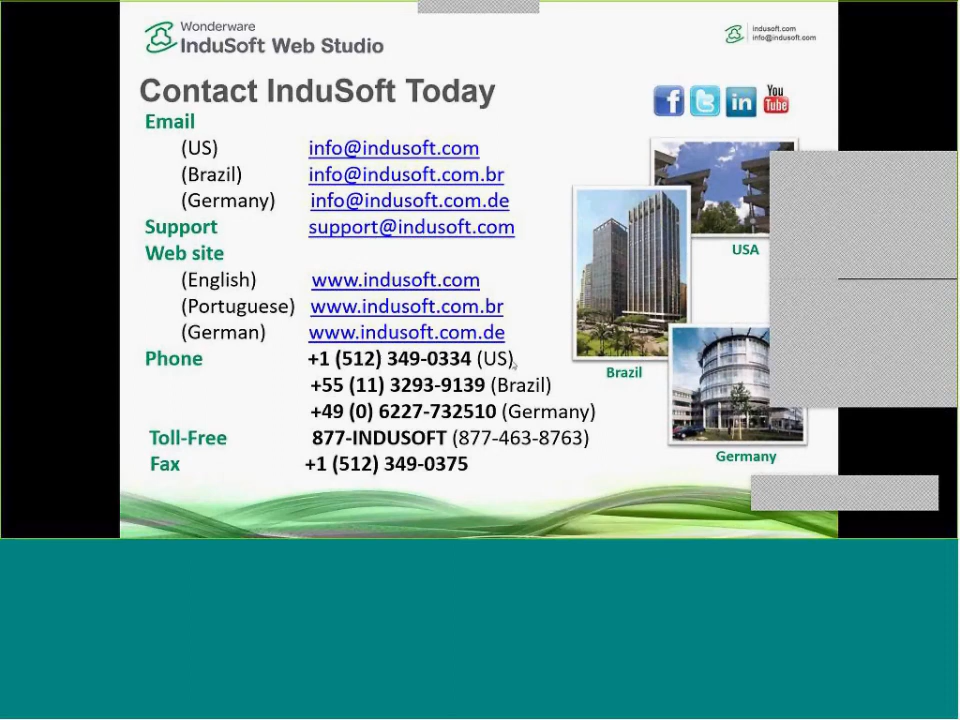 Wonderware
InduSoft Web Studio
indusoft.com
info@indusoft.com
Contact InduSoft Today
You
Tube
Email
(US) info@indusoft.com
(Brazil) info@indusoft.com.br
(Germany) info@indusoft.com.de
Support support@indusoft.com
Web site
(English) www.indusoft.com
(Portuguese) www.indusoft.com.br
(German) www.indusoft.com.de
Phone +1 (512) 349-0334 (US)
+55 (11) 3293-9139 (Brazil)
+49 (0) 6227-732510 (Germany)
Toll-Free 877-INDUSOFT (877-463-8763)
Fax +1 (512) 349-0375
USA
Brazil
Germany